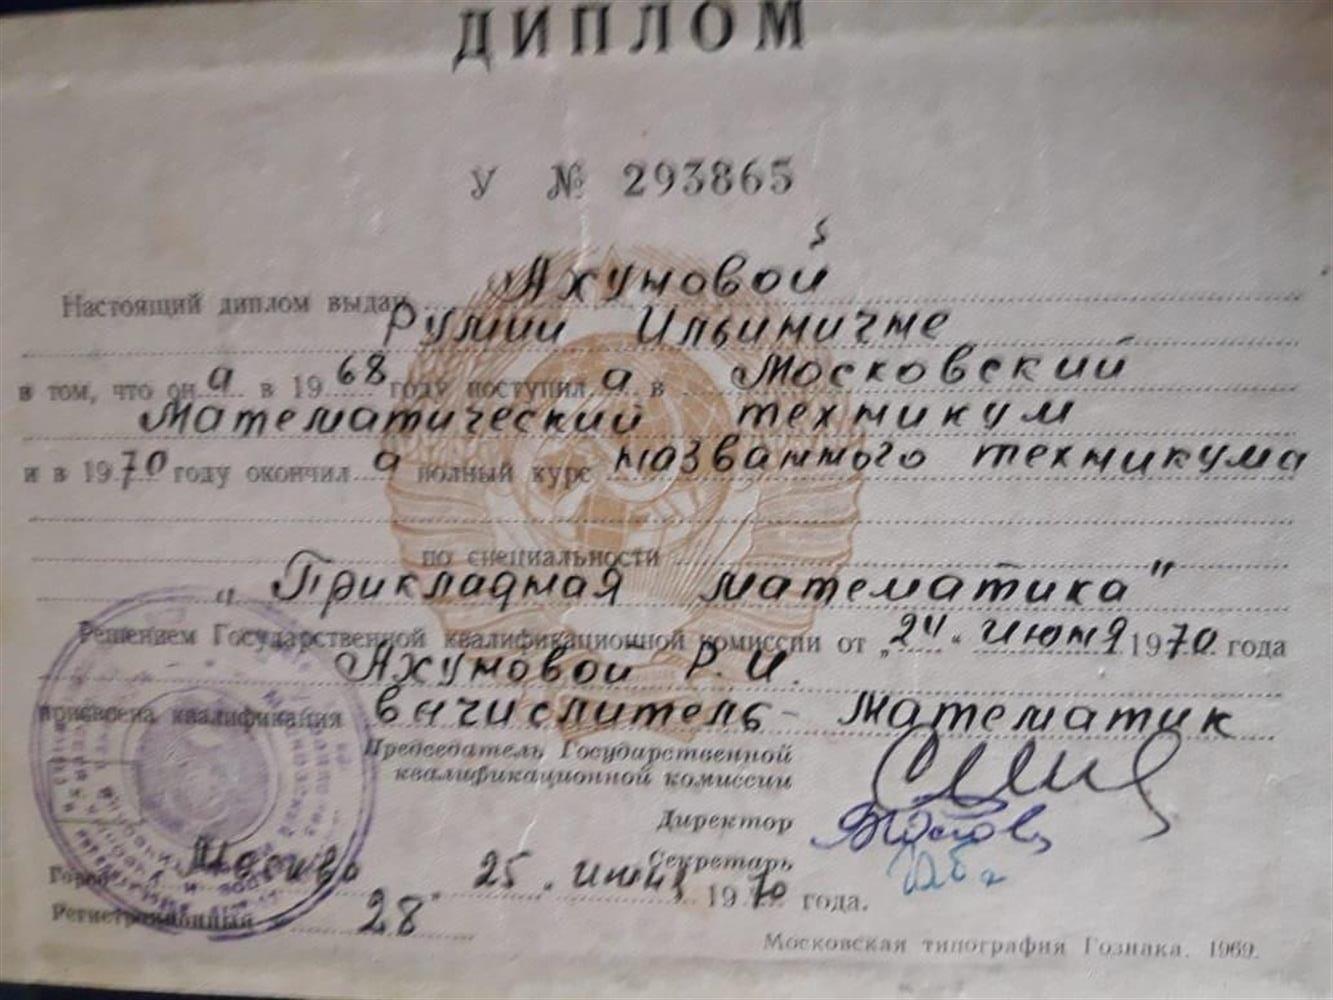 ДИПЛОМ
У № 293865
Настоящий диплом выдан Ахуновой
Румии Ильиничне
в том, что он а в 1968 году поступил а в Московский
Математический техникум
и в 1970 году окончил а полный курс названного техникума
по специальности
„Прикладная математика"
Решением Государственной квалификационной комиссии от „24" июня 1970 года
Ахуновой Р. И.
присвоена квалификация вычислитель-математик
Председатель Государственной
квалификационной комиссии
Директор
Секретарь
Город Москва 25 июня 1970 года.
Регистрационный 28
Московская типография Гознака. 1969.